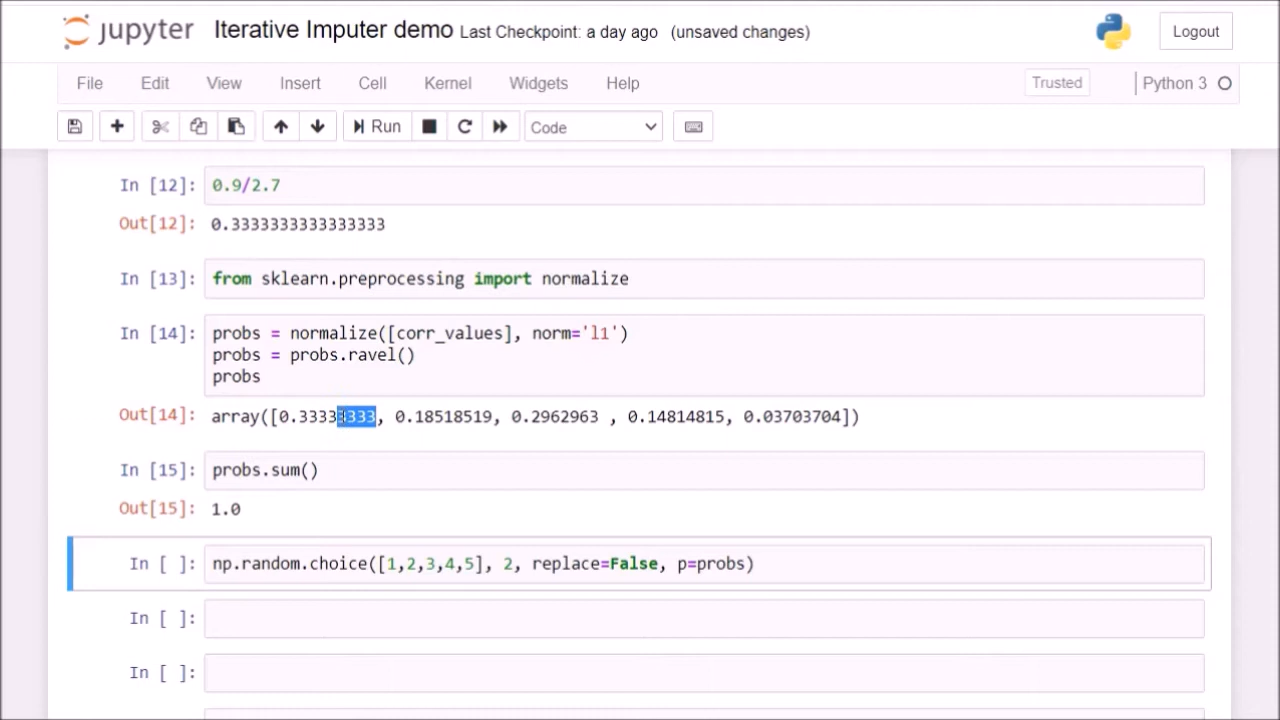 jupyter Iterative Imputer demo Last Checkpoint: a day ago (unsaved changes) Logout
File Edit View Insert Cell Kernel Widgets Help Trusted Python 3
Run Code
In [12]: 0.9/2.7
Out[12]: 0.3333333333333333
In [13]: from sklearn.preprocessing import normalize
In [14]: probs = normalize([corr_values], norm='l1')
probs = probs.ravel()
probs
Out[14]: array([0.33333333, 0.18518519, 0.2962963 , 0.14814815, 0.03703704])
In [15]: probs.sum()
Out[15]: 1.0
In [ ]: np.random.choice([1,2,3,4,5], 2, replace=False, p=probs)
In [ ]:
In [ ]: